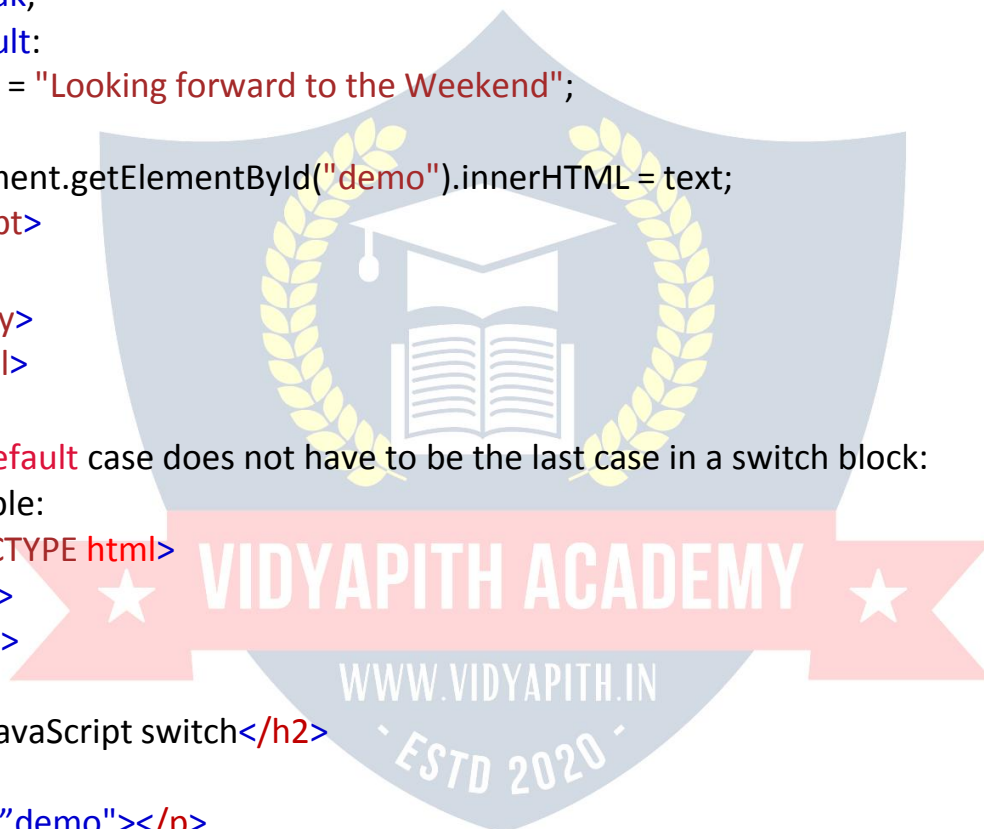 ult:
= "Looking forward to the Weekend";
ment.getElementById("demo").innerHTML = text;
pt>
y>
l>
efault case does not have to be the last case in a switch block:
ple:
CTYPE html>
>
>
VIDYAPITH ACADEMY
WWW.VIDYAPITH.IN
avaScript switch</h2>
ESTD 2020
"demo"></p>